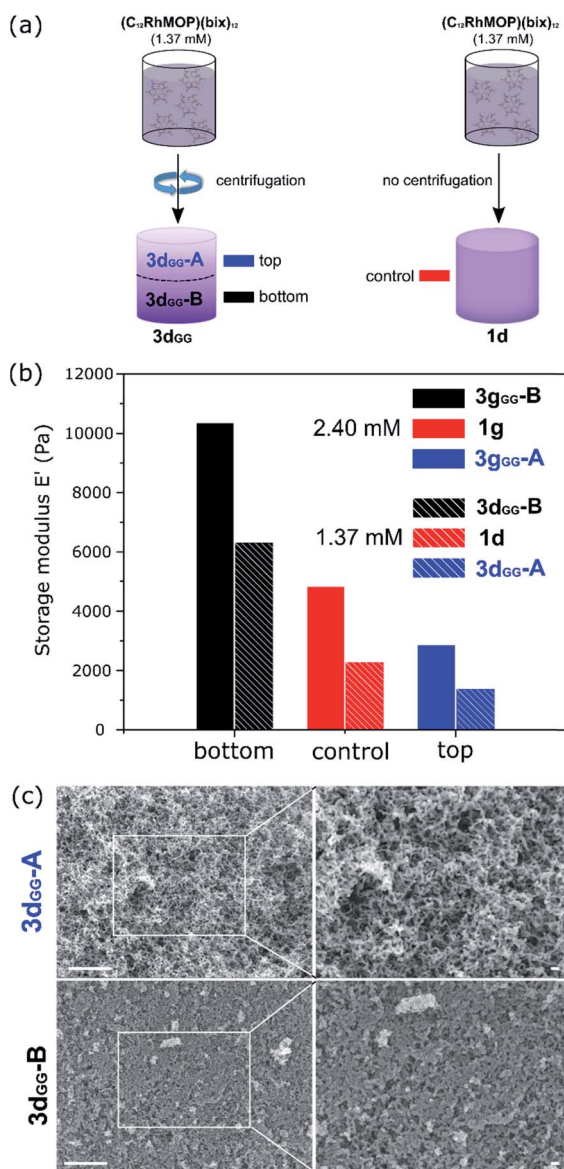 (a)
(C₁₂RhMOP)(bix)₁₂
(1.37 mM)
(C₁₂RhMOP)(bix)₁₂
(1.37 mM)
centrifugation
no centrifugation
3dGG-A
top
3dGG-B
bottom
control
3dGG
1d
(b)
12000
10000
8000
6000
4000
2000
0
Storage modulus E' (Pa)
3gGG-B
2.40 mM
1g
3gGG-A
3dGG-B
1.37 mM
1d
3dGG-A
bottom
control
top
(c)
3dGG-A
3dGG-B